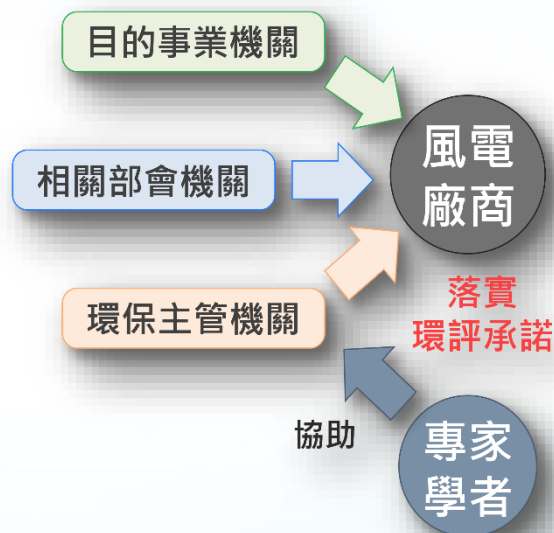 目的事業機關
風電
廠商
相關部會機關
環保主管機關
落實
環評承諾
協助
專家
學者